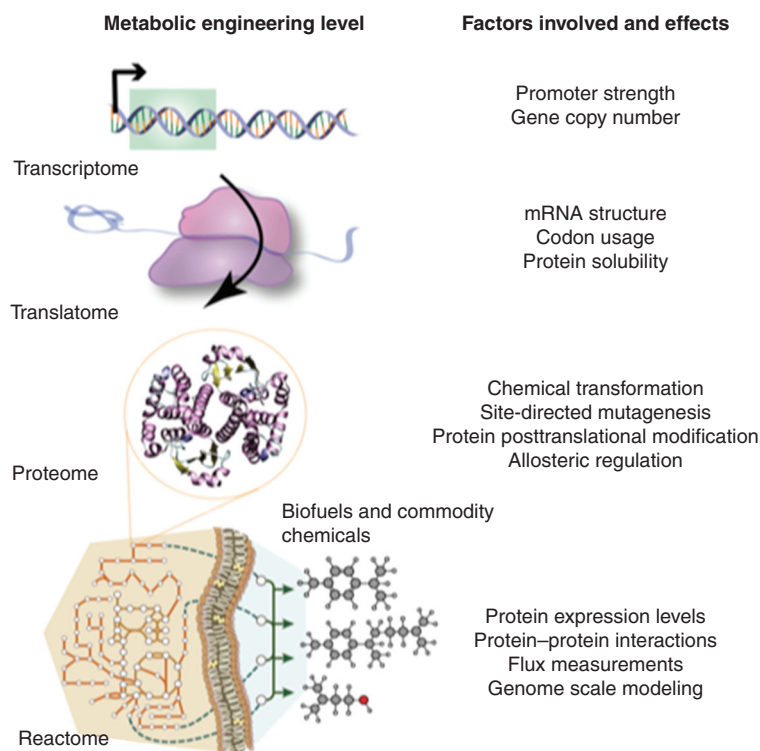 Metabolic engineering level
Factors involved and effects
Promoter strength
Gene copy number
Transcriptome
mRNA structure
Codon usage
Protein solubility
Translatome
Chemical transformation
Site-directed mutagenesis
Protein posttranslational modification
Allosteric regulation
Proteome
Biofuels and commodity
chemicals
Protein expression levels
Protein–protein interactions
Flux measurements
Genome scale modeling
Reactome